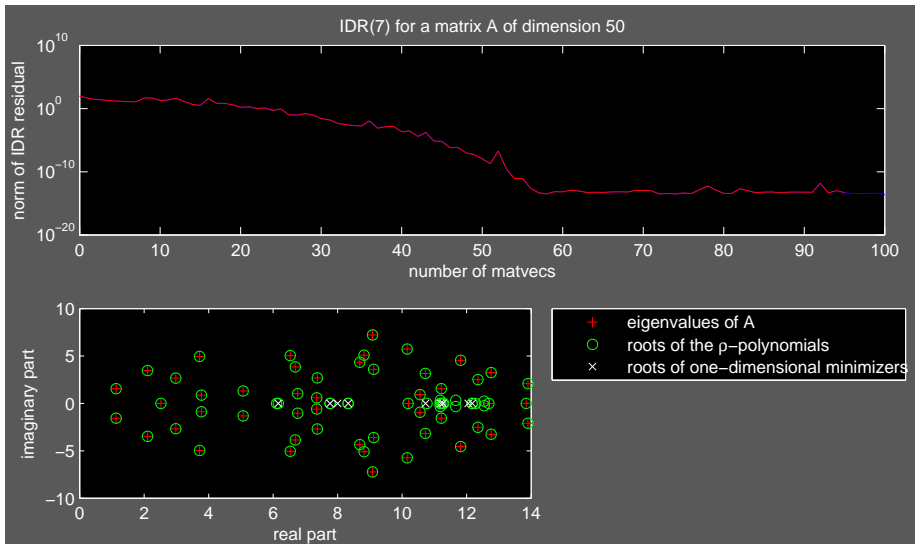 IDR(7) for a matrix A of dimension 50
norm of IDR residual
10^10
10^0
10^-10
10^-20
0 10 20 30 40 50 60 70 80 90 100
number of matvecs
imaginary part
10
5
0
-5
-10
0 2 4 6 8 10 12 14
real part
eigenvalues of A
roots of the ρ-polynomials
roots of one-dimensional minimizers